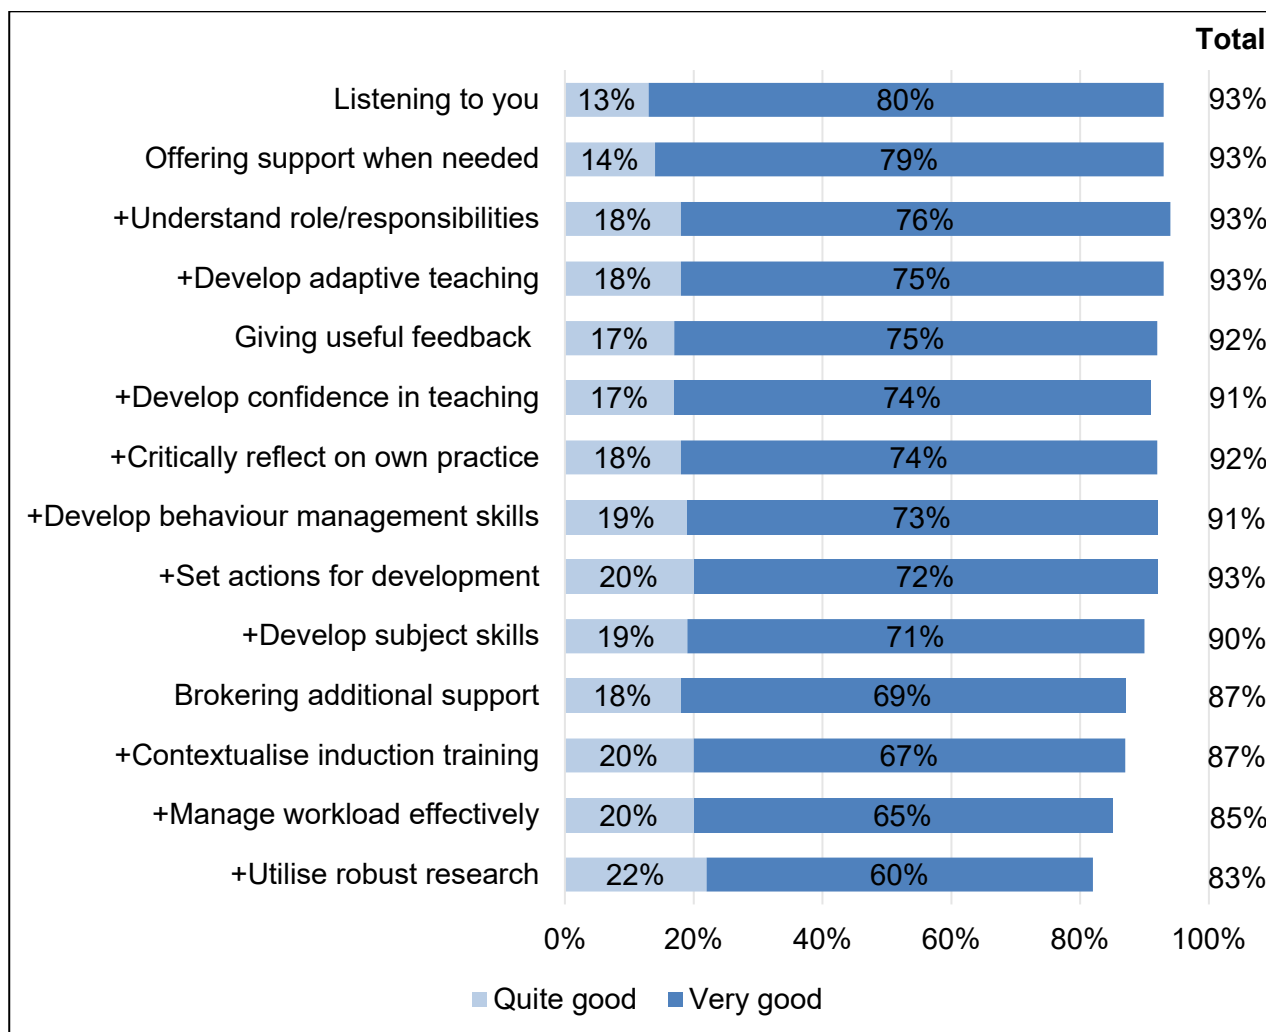 Total
Listening to you 13% 80% 93%
Offering support when needed 14% 79% 93%
+Understand role/responsibilities 18% 76% 93%
+Develop adaptive teaching 18% 75% 93%
Giving useful feedback 17% 75% 92%
+Develop confidence in teaching 17% 74% 91%
+Critically reflect on own practice 18% 74% 92%
+Develop behaviour management skills 19% 73% 91%
+Set actions for development 20% 72% 93%
+Develop subject skills 19% 71% 90%
Brokering additional support 18% 69% 87%
+Contextualise induction training 20% 67% 87%
+Manage workload effectively 20% 65% 85%
+Utilise robust research 22% 60% 83%
0% 20% 40% 60% 80% 100%
Quite good Very good